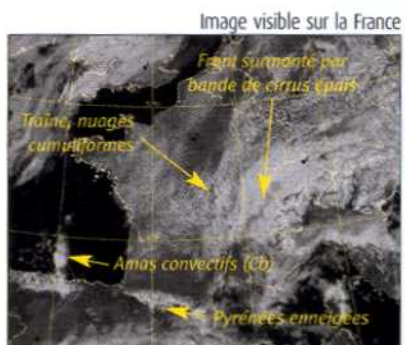 Image visible sur la France
Front surmonté par
bande de cirrus épais
Traîne, nuages
cumuliformes
Amas convectifs (Cb)
Pyrénées enneigées